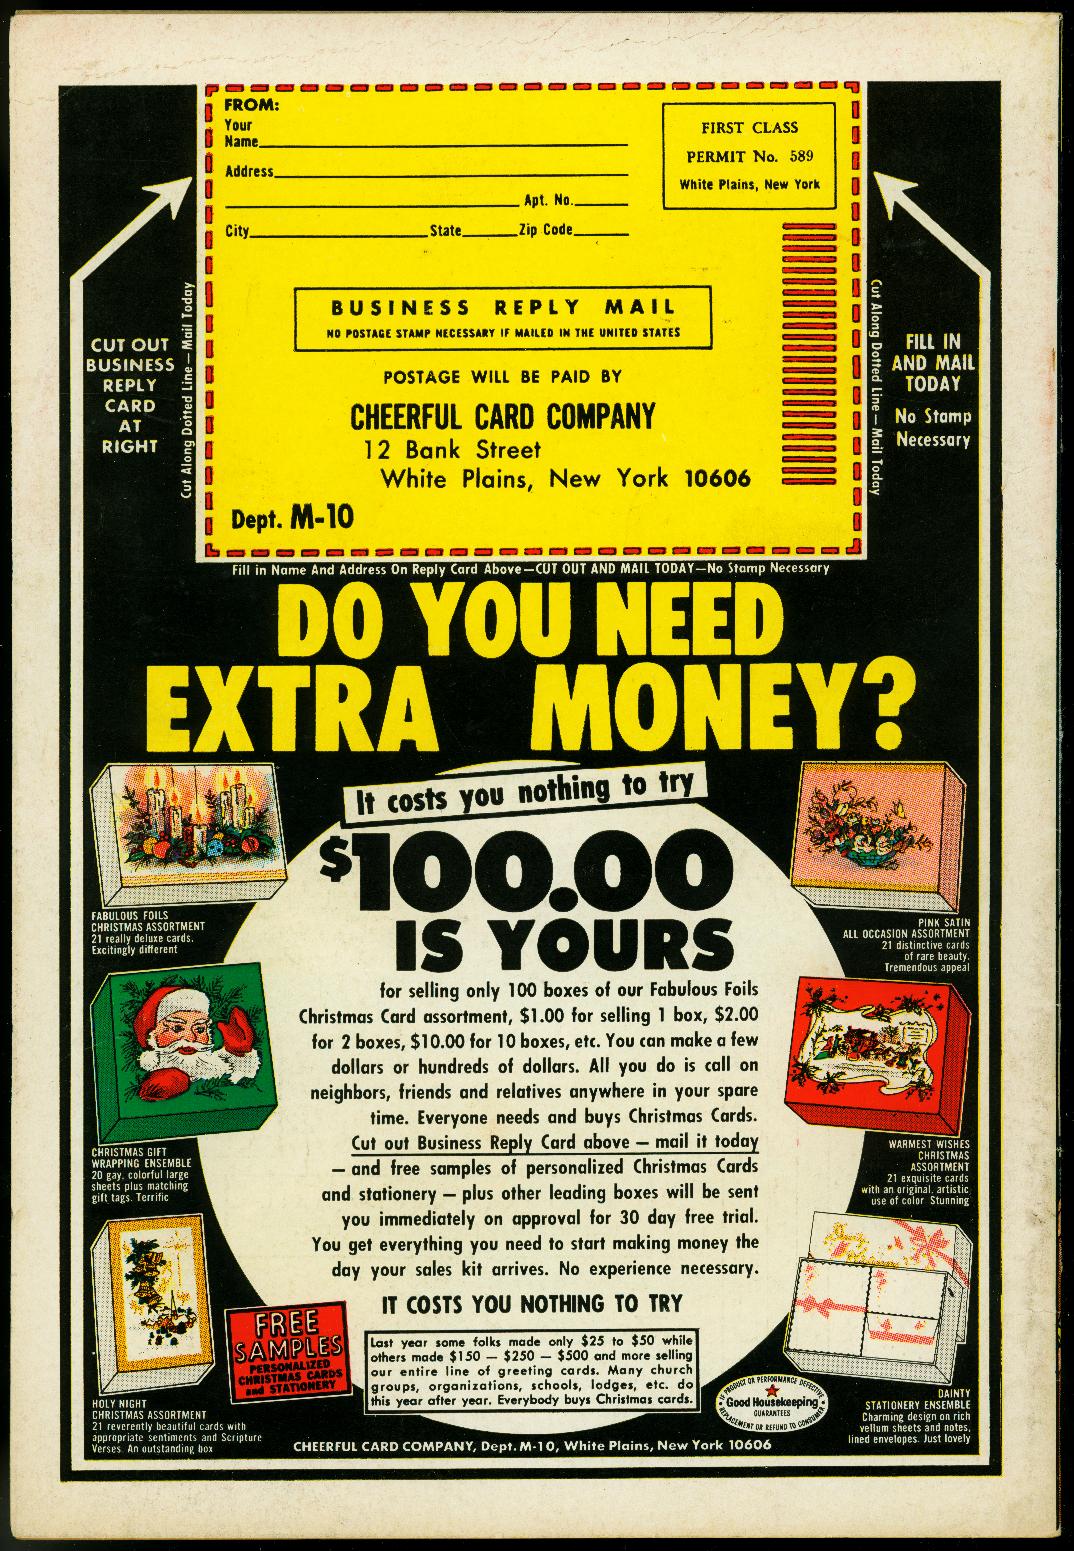 FROM:
Your
Name
Address
Apt. No.
City State Zip Code
FIRST CLASS
PERMIT No. 589
White Plains, New York
BUSINESS REPLY MAIL
NO POSTAGE STAMP NECESSARY IF MAILED IN THE UNITED STATES
POSTAGE WILL BE PAID BY
CHEERFUL CARD COMPANY
12 Bank Street
White Plains, New York 10606
Dept. M-10
CUT OUT
BUSINESS
REPLY
CARD
AT
RIGHT
Cut Along Dotted Line—Mail Today
Cut Along Dotted Line—Mail Today
FILL IN
AND MAIL
TODAY
No Stamp
Necessary
Fill in Name And Address On Reply Card Above—CUT OUT AND MAIL TODAY—No Stamp Necessary
DO YOU NEED
EXTRA MONEY?
It costs you nothing to try
$100.00
IS YOURS
for selling only 100 boxes of our Fabulous Foils
Christmas Card assortment, $1.00 for selling 1 box, $2.00
for 2 boxes, $10.00 for 10 boxes, etc. You can make a few
dollars or hundreds of dollars. All you do is call on
neighbors, friends and relatives anywhere in your spare
time. Everyone needs and buys Christmas Cards.
Cut out Business Reply Card above — mail it today
— and free samples of personalized Christmas Cards
and stationery — plus other leading boxes will be sent
you immediately on approval for 30 day free trial.
You get everything you need to start making money the
day your sales kit arrives. No experience necessary.
IT COSTS YOU NOTHING TO TRY
Last year some folks made only $25 to $50 while
others made $150 — $250 — $500 and more selling
our entire line of greeting cards. Many church
groups, organizations, schools, lodges, etc. do
this year after year. Everybody buys Christmas cards.
FABULOUS FOILS
CHRISTMAS ASSORTMENT
21 really deluxe cards.
Excitingly different
CHRISTMAS GIFT
WRAPPING ENSEMBLE
20 gay, colorful large
sheets plus matching
gift tags. Terrific
HOLY NIGHT
CHRISTMAS ASSORTMENT
21 reverently beautiful cards with
appropriate sentiments and Scripture
Verses. An outstanding box
FREE
SAMPLES
PERSONALIZED
CHRISTMAS CARDS
and STATIONERY
PINK SATIN
ALL OCCASION ASSORTMENT
21 distinctive cards
of rare beauty.
Tremendous appeal
WARMEST WISHES
CHRISTMAS
ASSORTMENT
21 exquisite cards
with an original, artistic
use of color. Stunning
DAINTY
STATIONERY ENSEMBLE
Charming design on rich
vellum sheets and notes,
lined envelopes. Just lovely
IF PRODUCT OR PERFORMANCE DEFECTIVE
Good Housekeeping
GUARANTEES
REPLACEMENT OR REFUND TO CONSUMER
CHEERFUL CARD COMPANY, Dept. M-10, White Plains, New York 10606